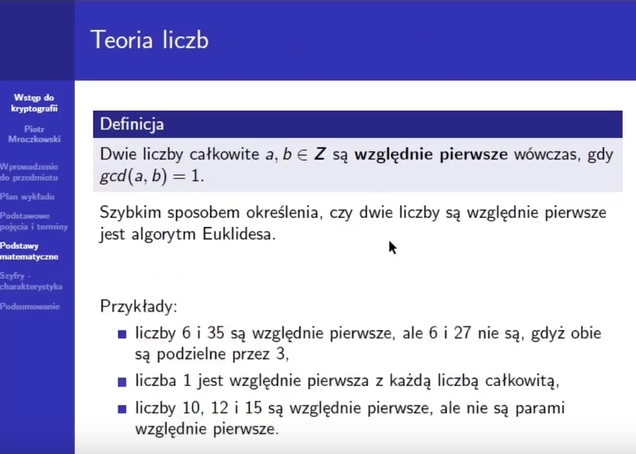 Teoria liczb
Wstęp do
kryptografii
Piotr
Mroczkowski
Wprowadzenie
do przedmiotu
Plan wykładu
Podstawowe
pojęcia i terminy
Podstawy
matematyczne
Szyfry -
charakterystyka
Podsumowanie
Definicja
Dwie liczby całkowite a, b ∈ Z są względnie pierwsze wówczas, gdy
gcd(a, b) = 1.
Szybkim sposobem określenia, czy dwie liczby są względnie pierwsze
jest algorytm Euklidesa.
Przykłady:
liczby 6 i 35 są względnie pierwsze, ale 6 i 27 nie są, gdyż obie
są podzielne przez 3,
liczba 1 jest względnie pierwsza z każdą liczbą całkowitą,
liczby 10, 12 i 15 są względnie pierwsze, ale nie są parami
względnie pierwsze.